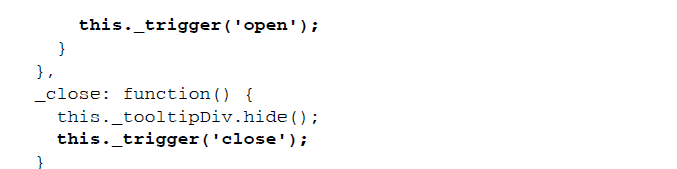 this._trigger('open');
}
},
_close: function() {
this._tooltipDiv.hide();
this._trigger('close');
}